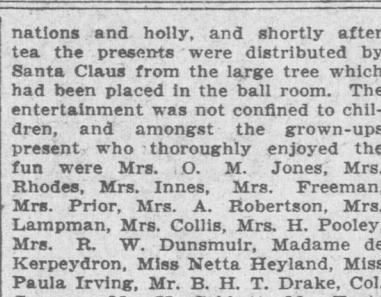 nations and holly, and shortly after
tea the presents were distributed by
Santa Claus from the large tree which
had been placed in the ball room. The
entertainment was not confined to chil-
dren, and amongst the grown-ups
present who thoroughly enjoyed the
fun were Mrs. O. M. Jones, Mrs.
Rhodes, Mrs. Innes, Mrs. Freeman,
Mrs. Prior, Mrs. A. Robertson, Mrs.
Lampman, Mrs. Collis, Mrs. H. Pooley,
Mrs. R. W. Dunsmuir, Madame de
Kerpeydron, Miss Netta Heyland, Miss
Paula Irving, Mr. B. H. T. Drake, Col.